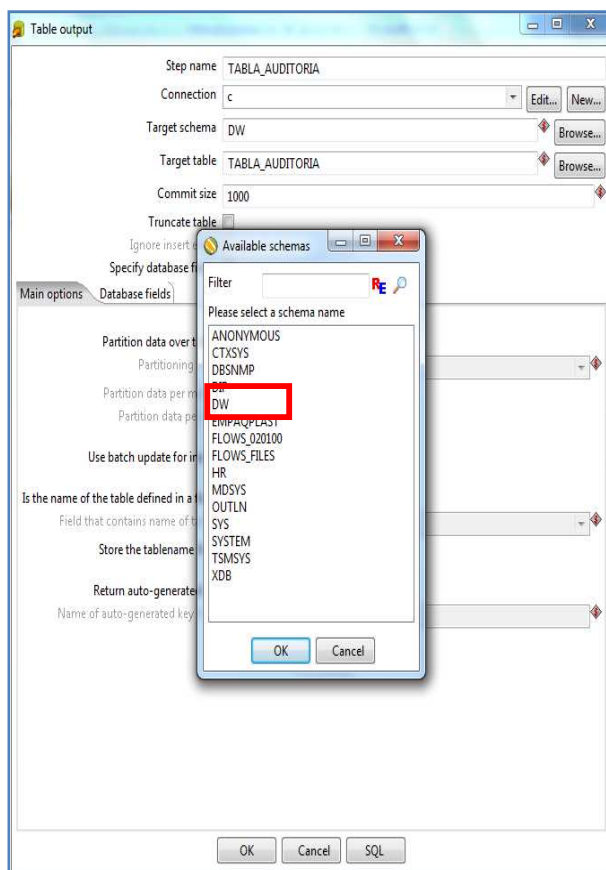 Table output
Step name TABLA_AUDITORIA
Connection c Edit... New...
Target schema DW Browse...
Target table TABLA_AUDITORIA Browse...
Commit size 1000
Truncate table
Ignore insert
Specify database fi
Main options Database fields
Partition data over t
Partitioning
Partition data per m
Partition data pe
Use batch update for in
Is the name of the table defined in a f
Field that contains name of t
Store the tablename
Return auto-generate
Name of auto-generated key
Available schemas
Filter
RE
Please select a schema name
ANONYMOUS
CTXSYS
DBSNMP
DIP
DW
EMPAQPLAST
FLOWS_020100
FLOWS_FILES
HR
MDSYS
OUTLN
SYS
SYSTEM
TSMSYS
XDB
OK Cancel
OK Cancel SQL